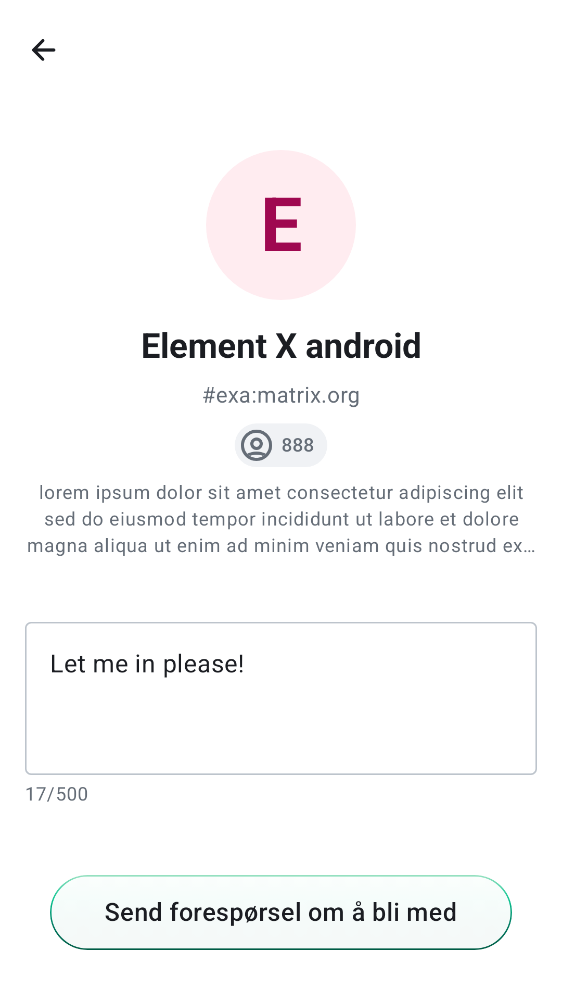 E
Element X android
#exa:matrix.org
888
lorem ipsum dolor sit amet consectetur adipiscing elit
sed do eiusmod tempor incididunt ut labore et dolore
magna aliqua ut enim ad minim veniam quis nostrud ex…
Let me in please!
17/500
Send forespørsel om å bli med